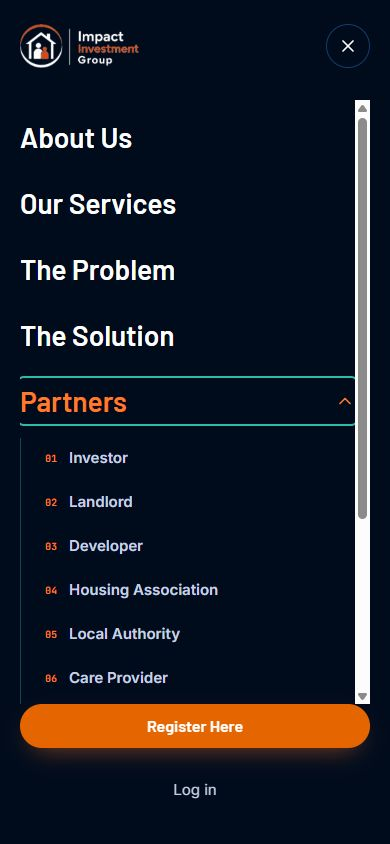 Impact
Investment
Group
About Us
Our Services
The Problem
The Solution
Partners
01 Investor
02 Landlord
03 Developer
04 Housing Association
05 Local Authority
06 Care Provider
Register Here
Log in